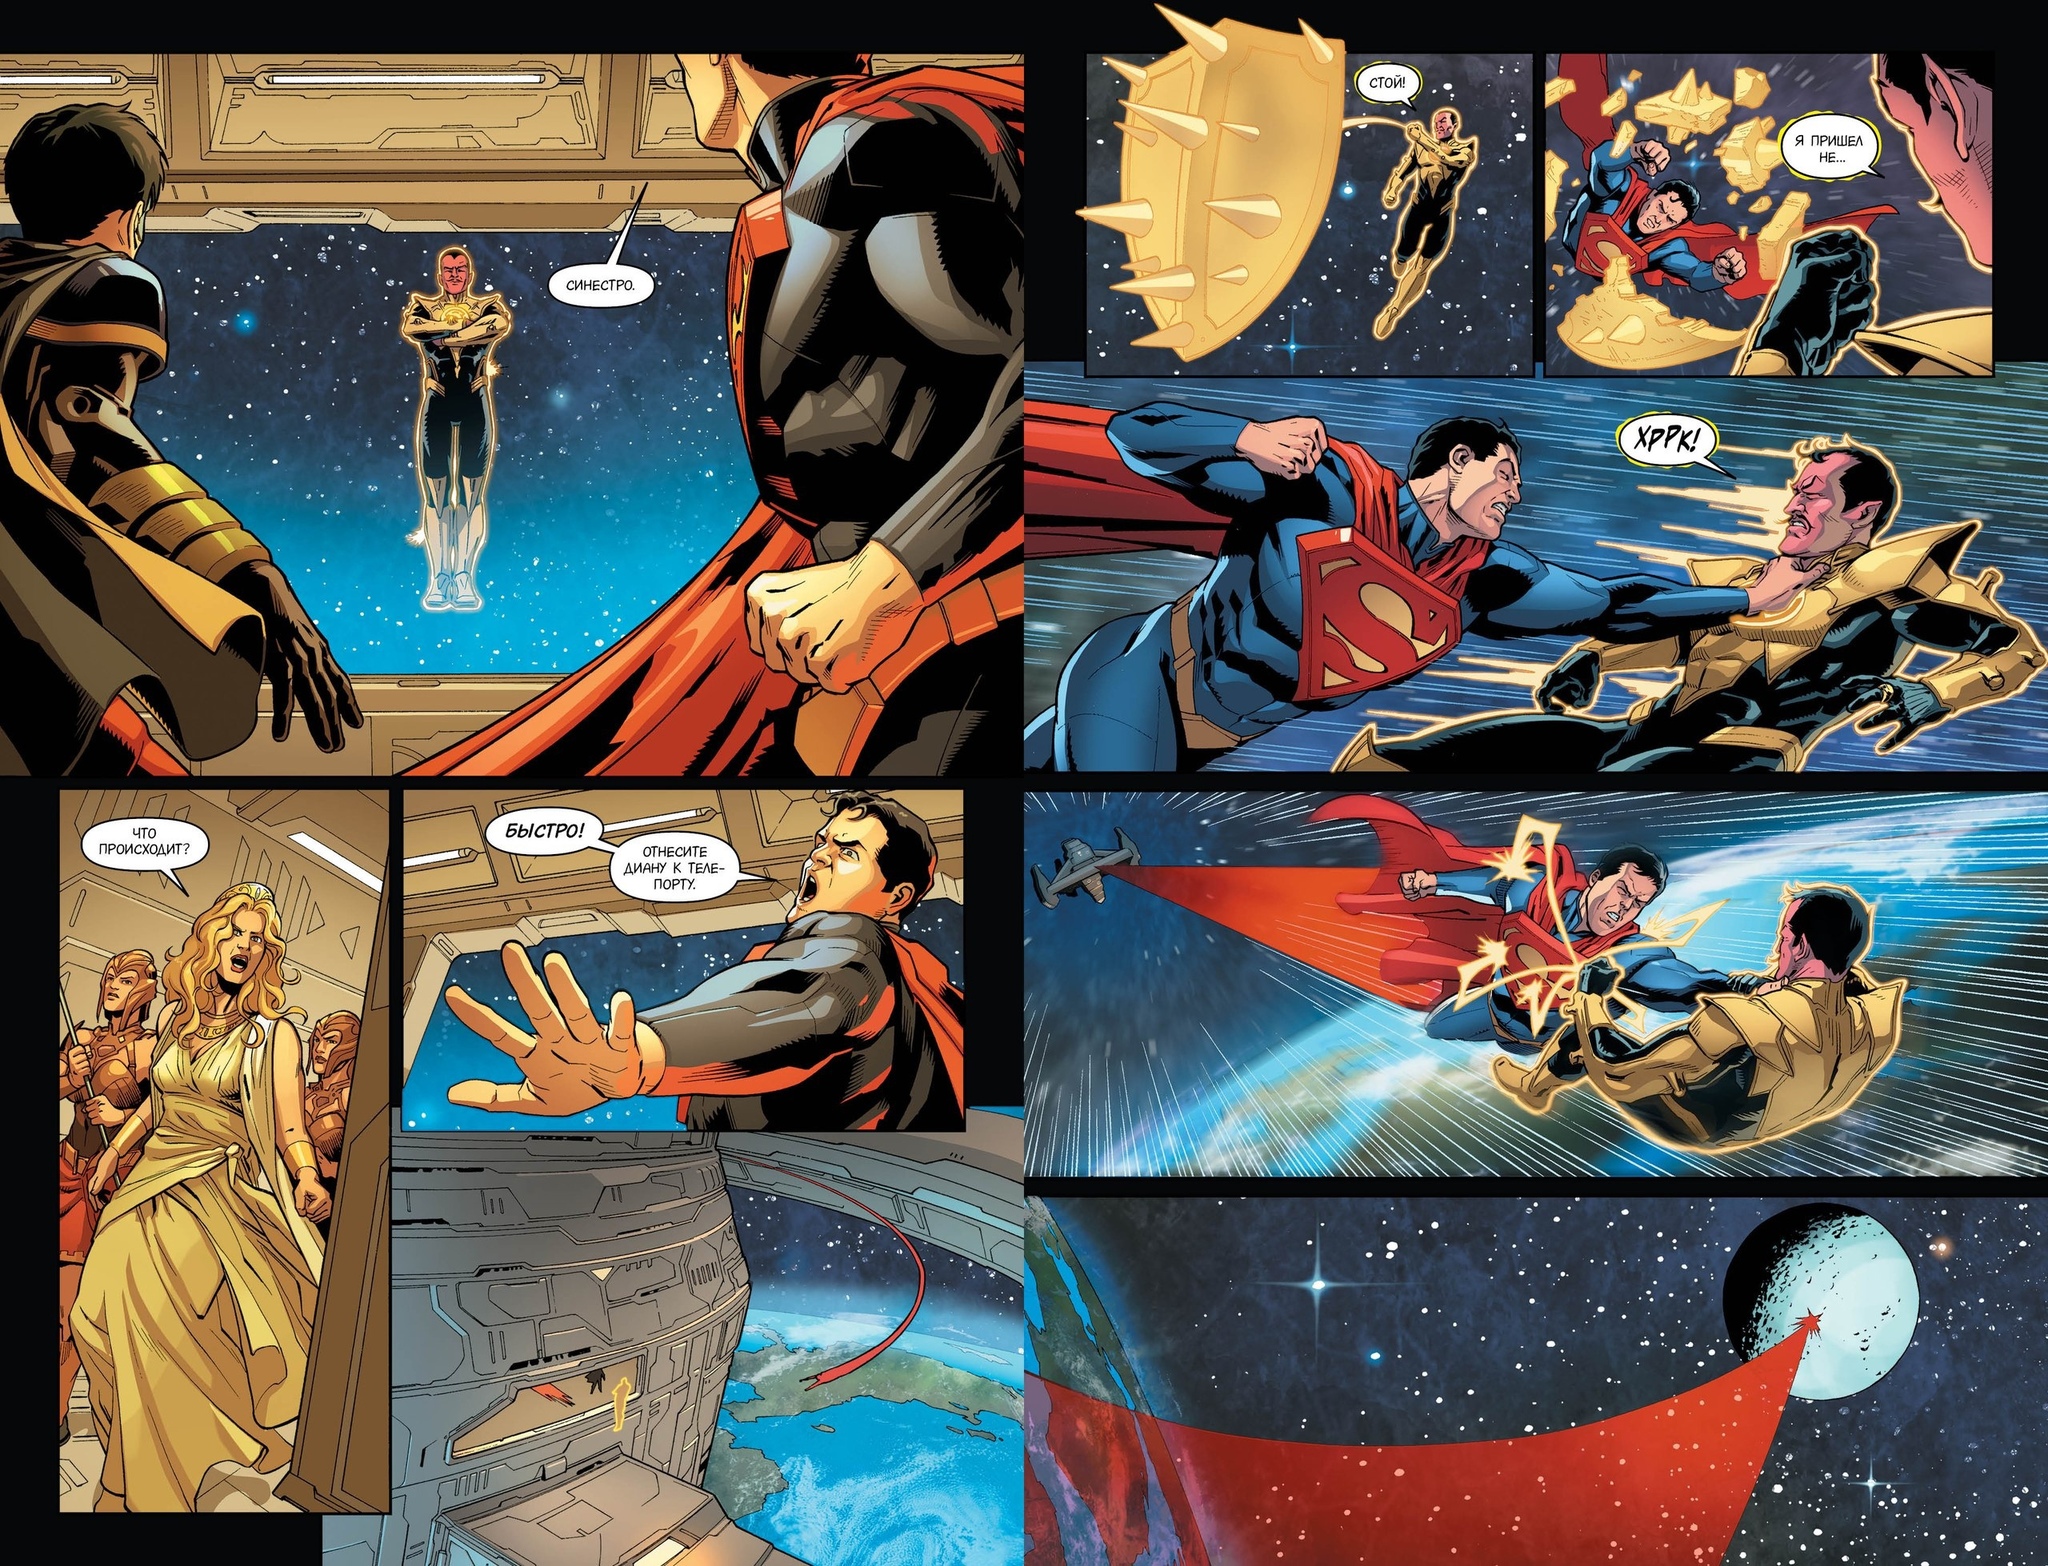 СИНЕСТРО.
ЧТО
ПРОИСХОДИТ?
БЫСТРО!
ОТНЕСИТЕ
ДИАНУ К ТЕЛЕ-
ПОРТУ.
СТОЙ!
Я ПРИШЕЛ
НЕ...
ХРРК!